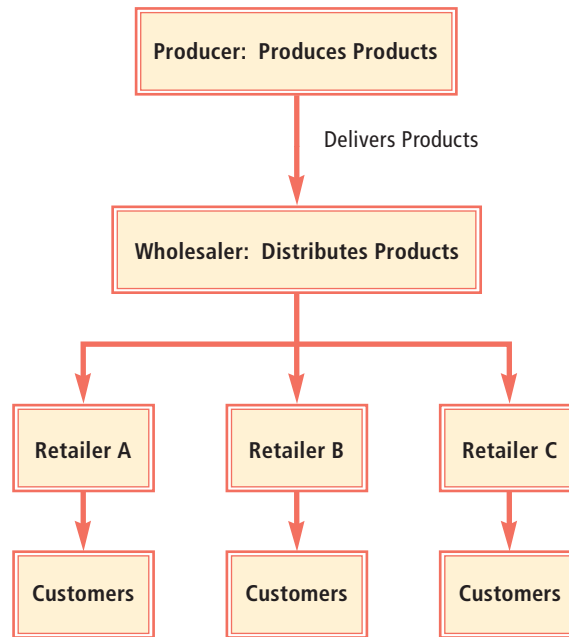 Producer: Produces Products
Delivers Products
Wholesaler: Distributes Products
Retailer A
Retailer B
Retailer C
Customers
Customers
Customers